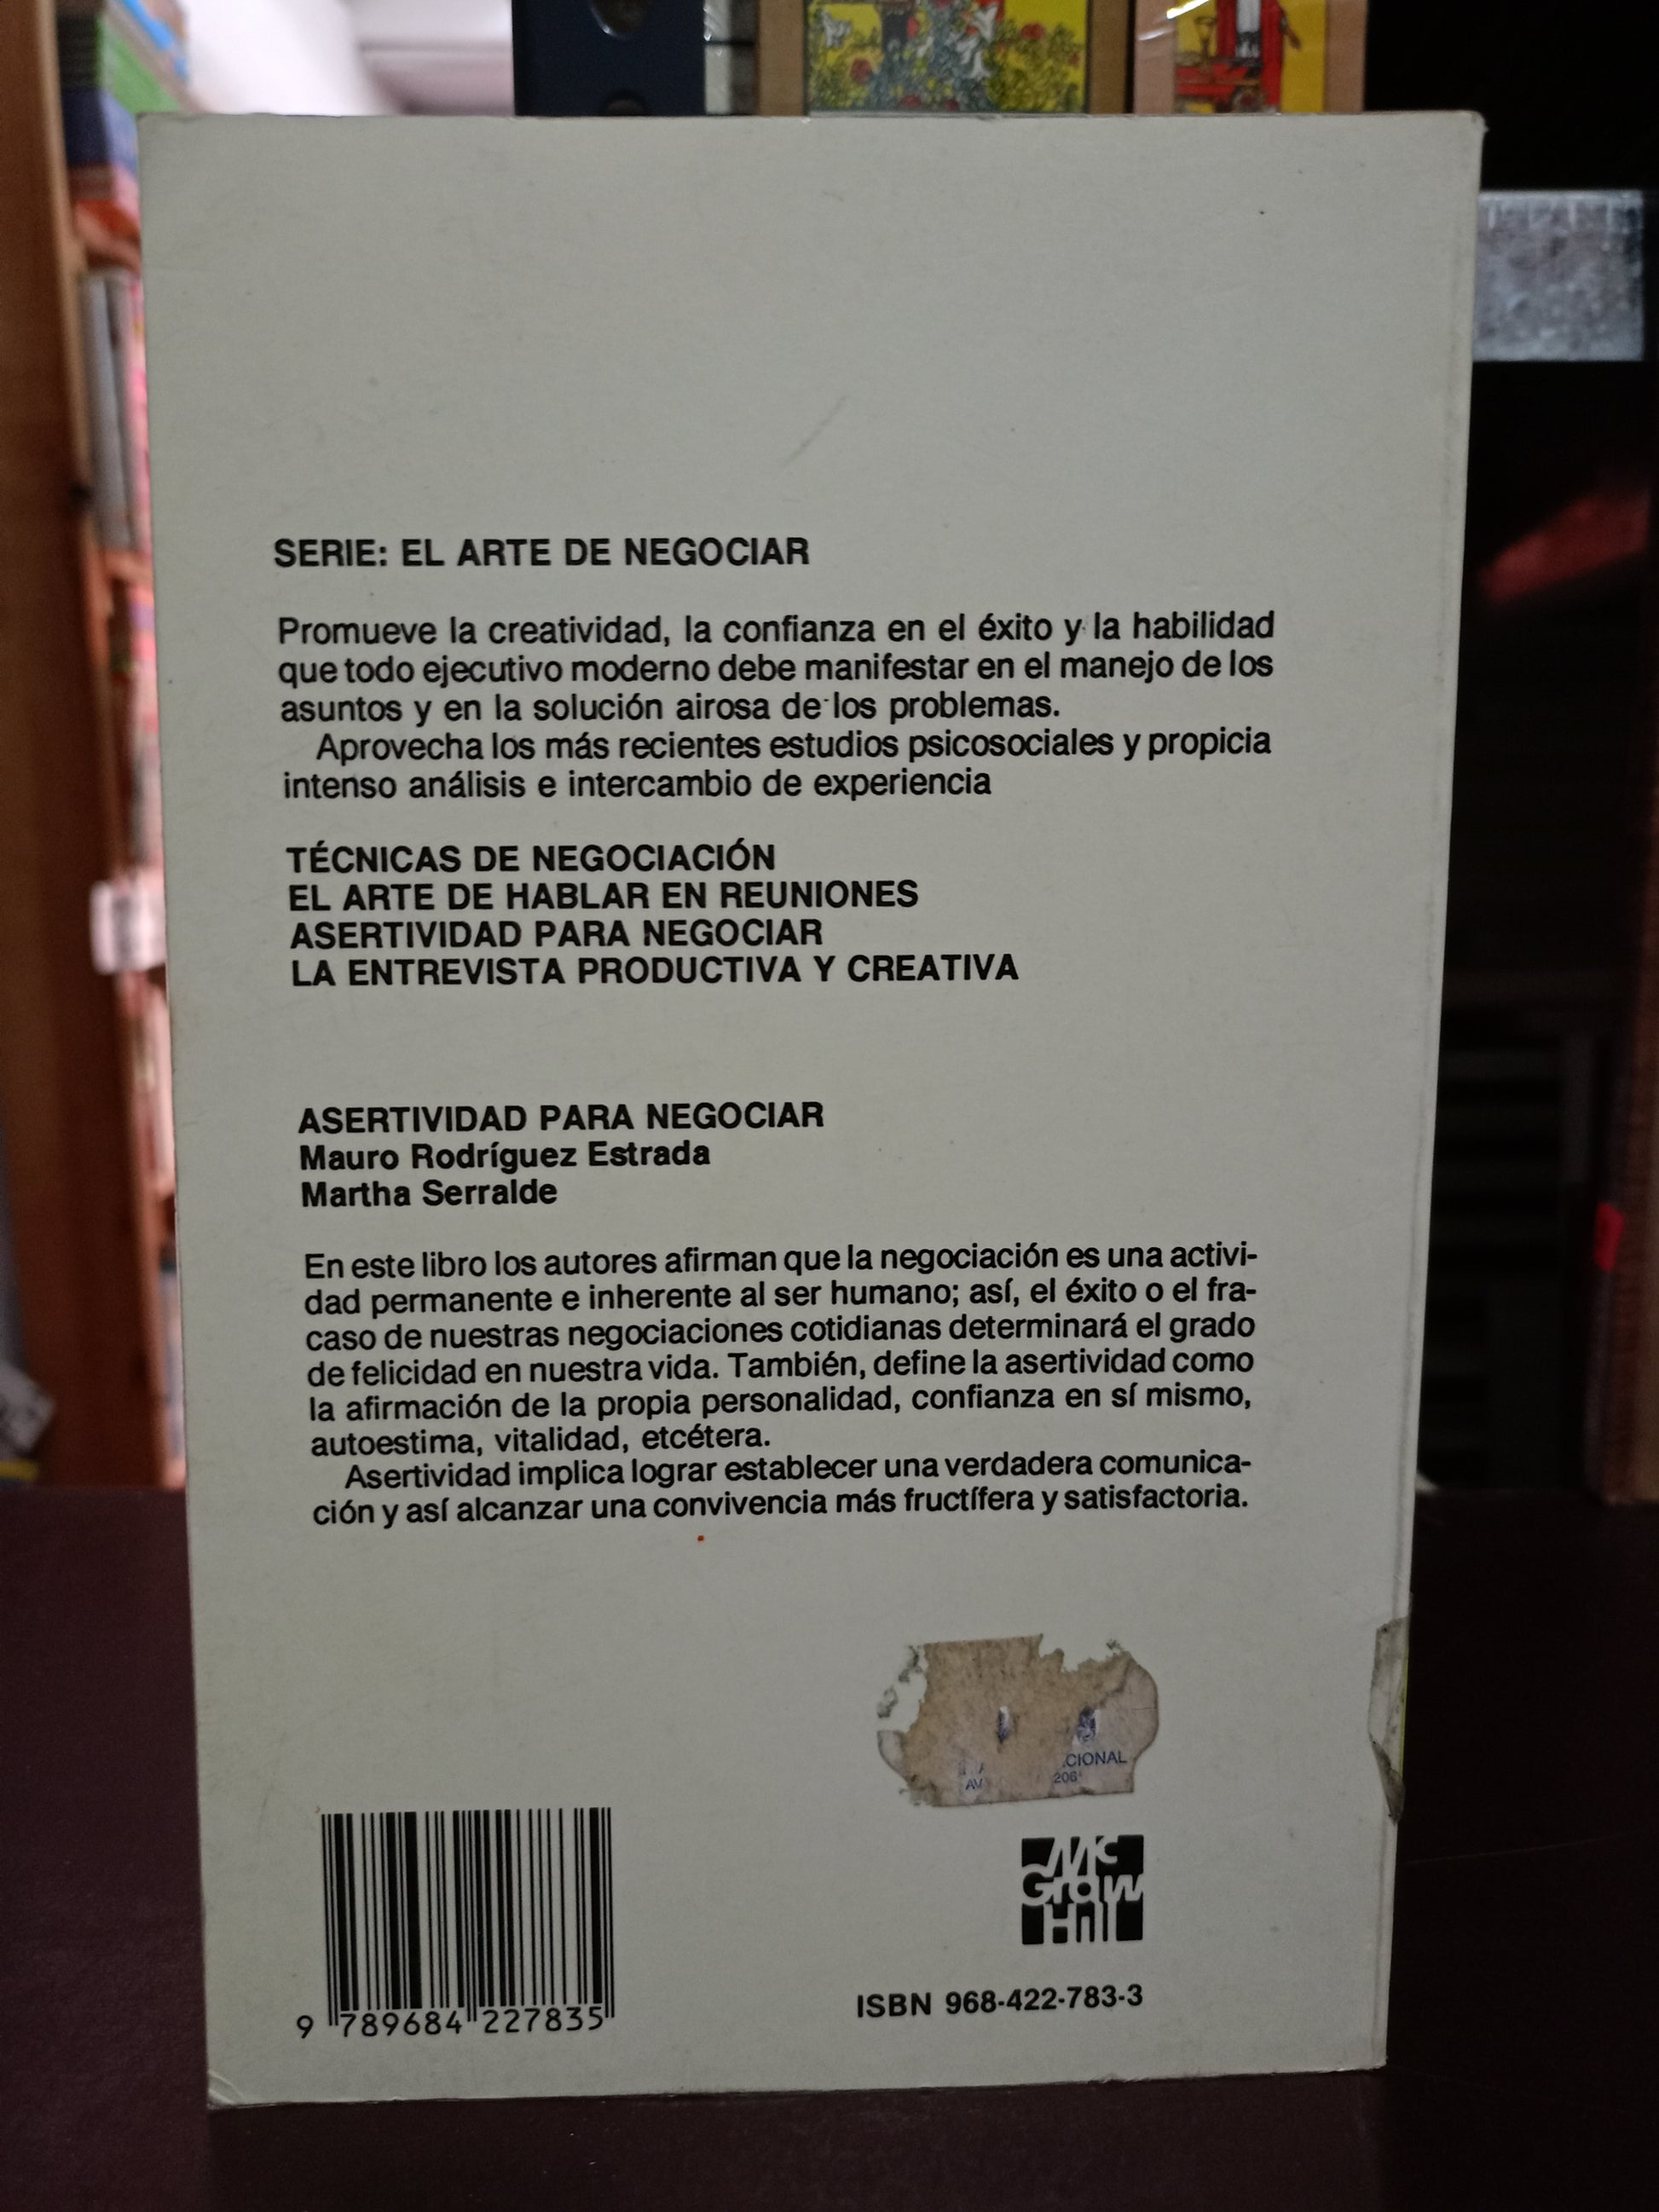 SERIE: EL ARTE DE NEGOCIAR
Promueve la creatividad, la confianza en el éxito y la habilidad
que todo ejecutivo moderno debe manifestar en el manejo de los
asuntos y en la solución airosa de los problemas.
Aprovecha los más recientes estudios psicosociales y propicia
intenso análisis e intercambio de experiencia
TÉCNICAS DE NEGOCIACIÓN
EL ARTE DE HABLAR EN REUNIONES
ASERTIVIDAD PARA NEGOCIAR
LA ENTREVISTA PRODUCTIVA Y CREATIVA
ASERTIVIDAD PARA NEGOCIAR
Mauro Rodríguez Estrada
Martha Serralde
En este libro los autores afirman que la negociación es una activi-
dad permanente e inherente al ser humano; así, el éxito o el fra-
caso de nuestras negociaciones cotidianas determinará el grado
de felicidad en nuestra vida. También, define la asertividad como
la afirmación de la propia personalidad, confianza en sí mismo,
autoestima, vitalidad, etcétera.
Asertividad implica lograr establecer una verdadera comunica-
ción y así alcanzar una convivencia más fructífera y satisfactoria.
CIONAL
AV 206
Mc
Graw
Hill
ISBN 968-422-783-3
9 789684 227835